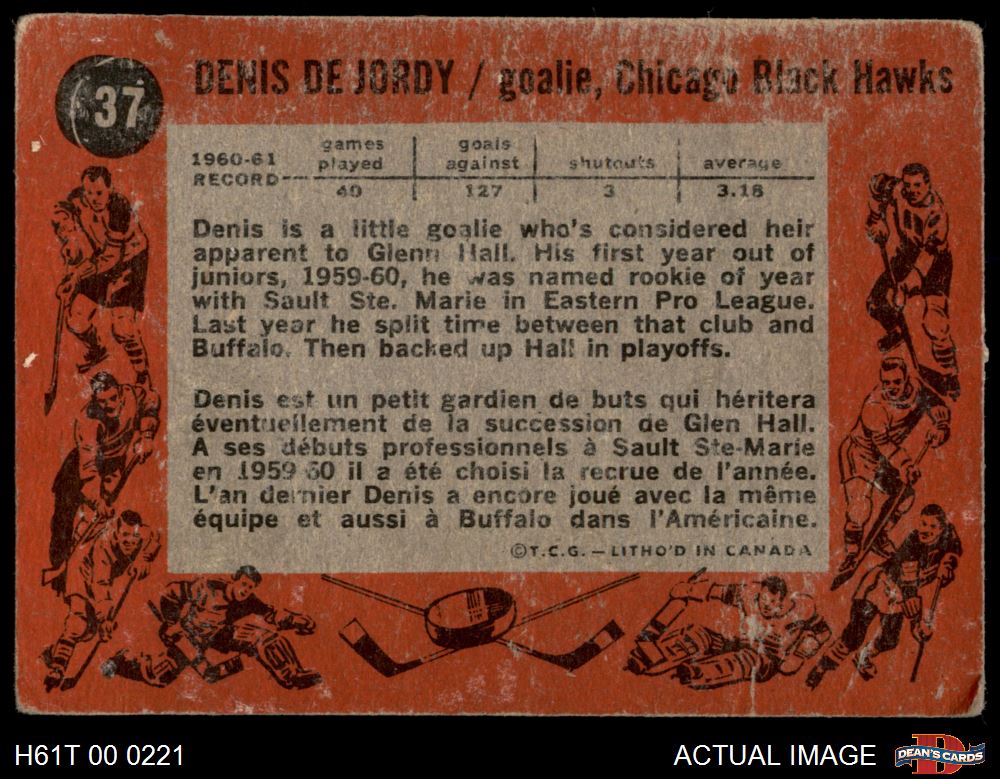 37
DENIS DE JORDY / goalie, Chicago Black Hawks
1960-61 RECORD
games played
goals against
shutouts
average
40 127 3 3.18
Denis is a little goalie who's considered heir
apparent to Glenn Hall. His first year out of
juniors, 1959-60, he was named rookie of year
with Sault Ste. Marie in Eastern Pro League.
Last year he split time between that club and
Buffalo. Then backed up Hall in playoffs.
Denis est un petit gardien de buts qui héritera
éventuellement de la succession de Glen Hall.
A ses débuts professionnels à Sault Ste-Marie
en 1959 60 il a été choisi la recrue de l'année.
L'an dernier Denis a encore joué avec la même
équipe et aussi à Buffalo dans l'Américaine.
©T.C.G. — LITHO'D IN CANADA
H61T 00 0221
ACTUAL IMAGE
DEAN'S CARDS